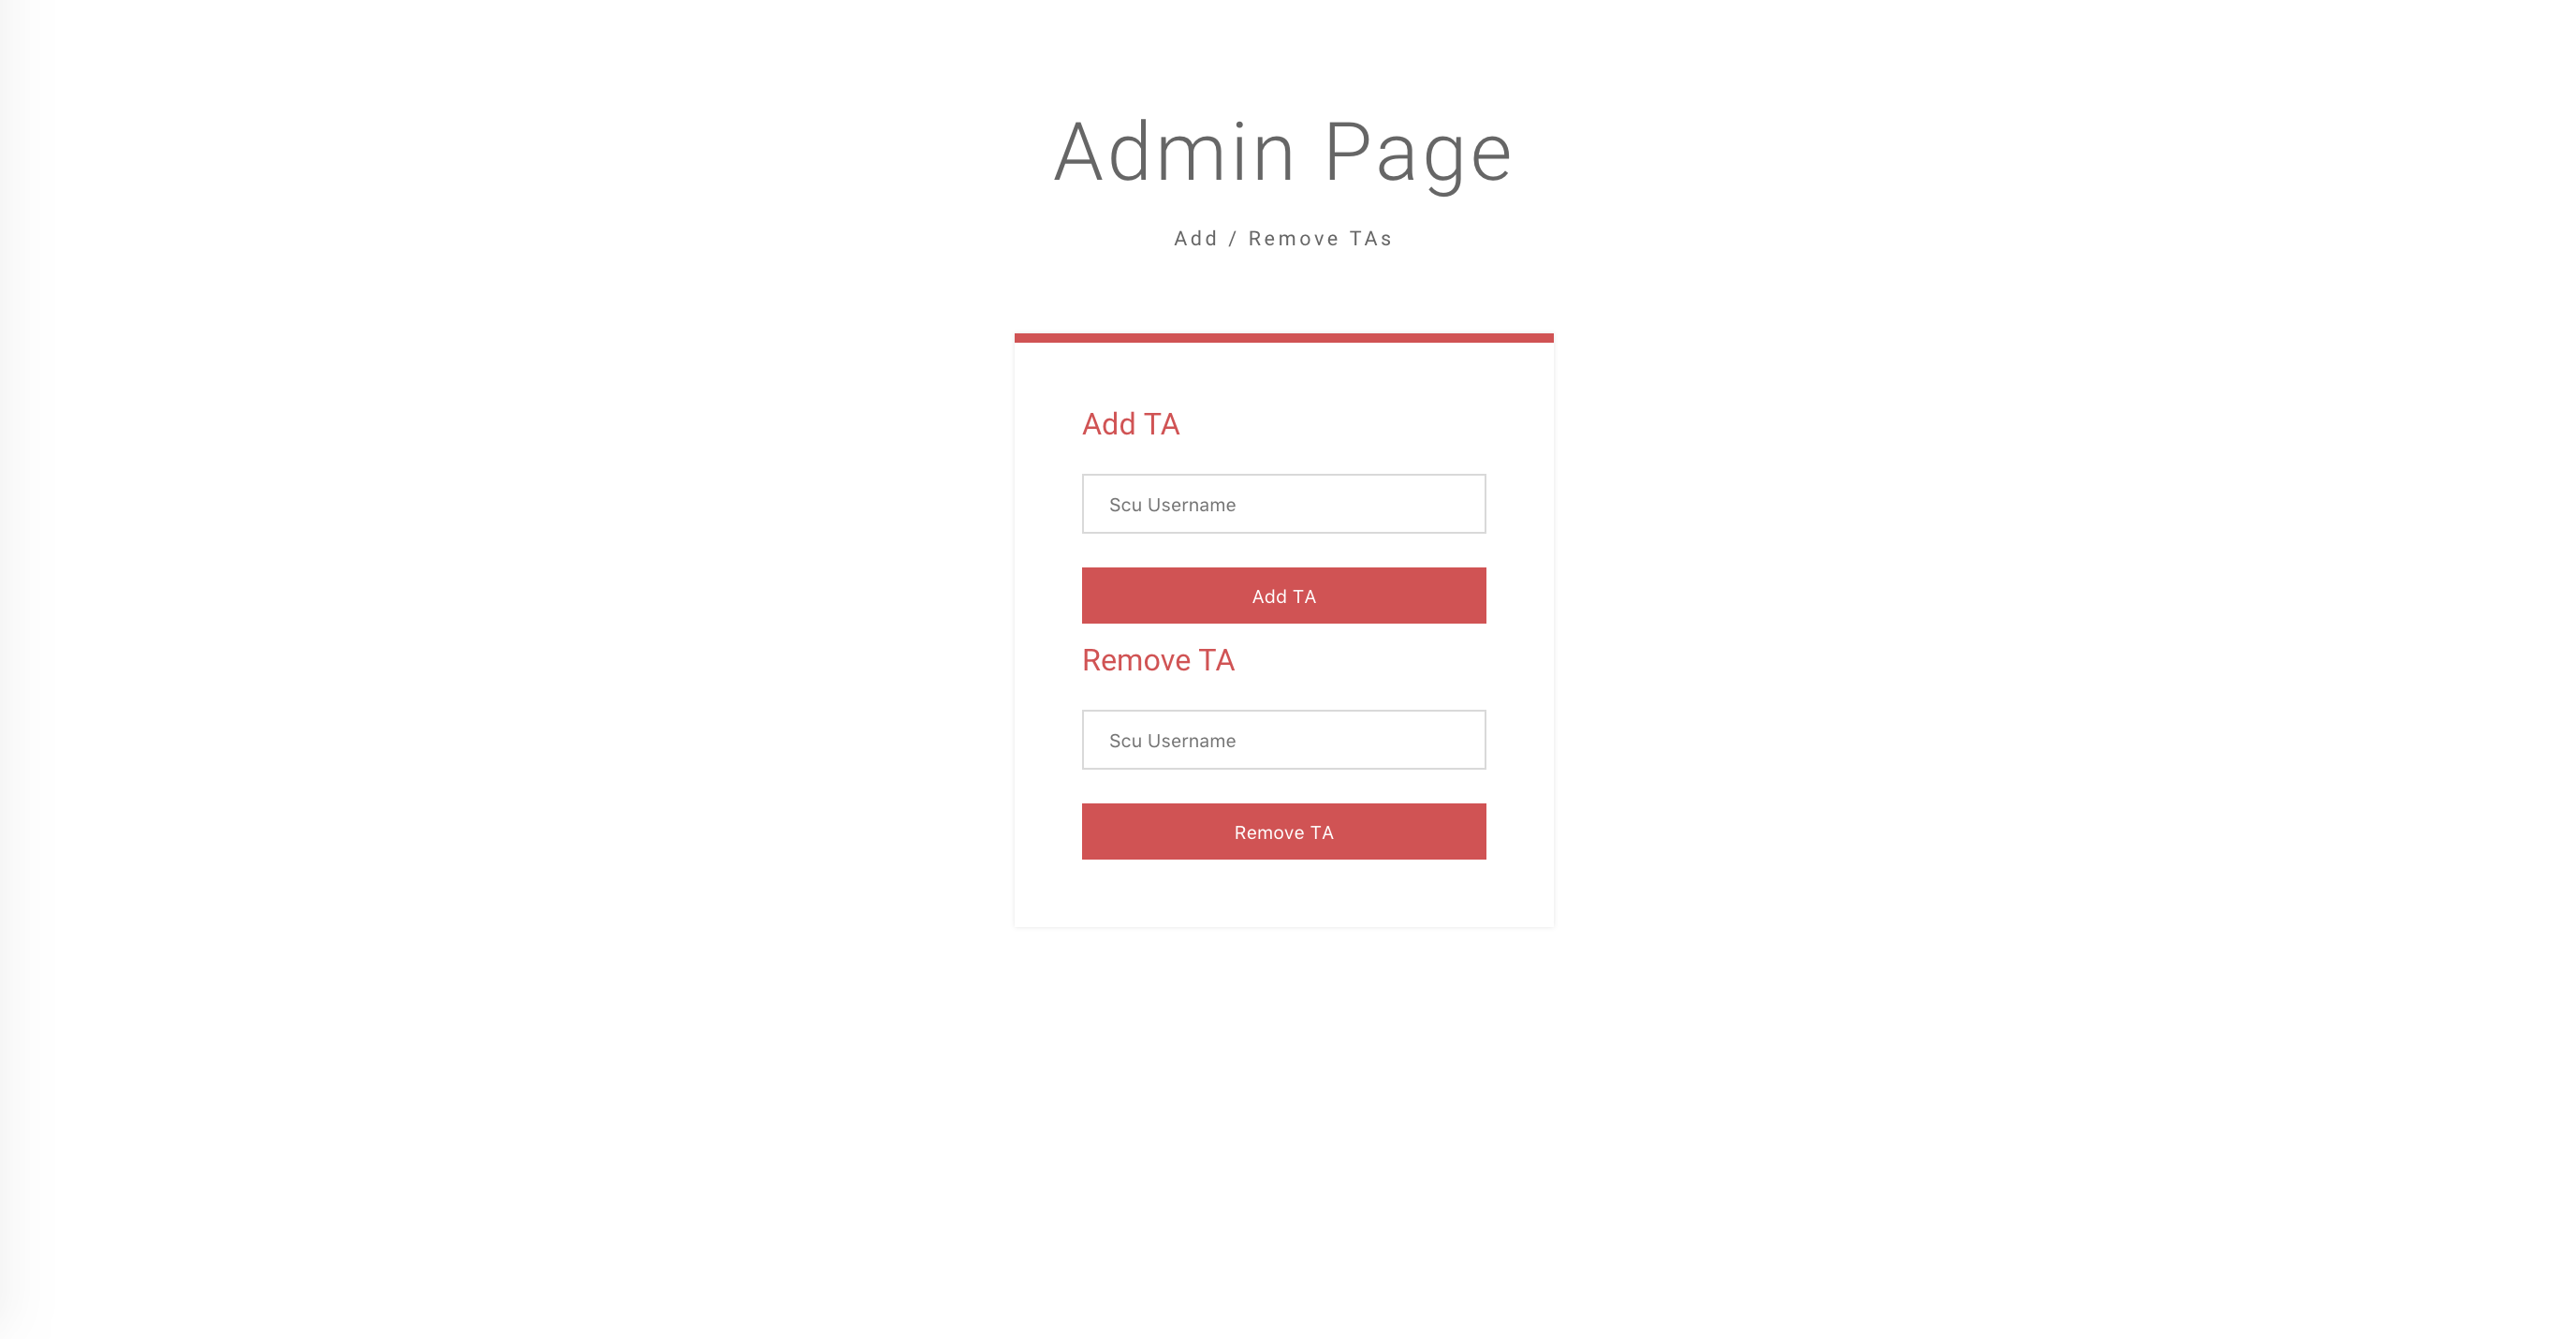 Admin Page
Add / Remove TAs
Add TA
Scu Username
Add TA
Remove TA
Scu Username
Remove TA